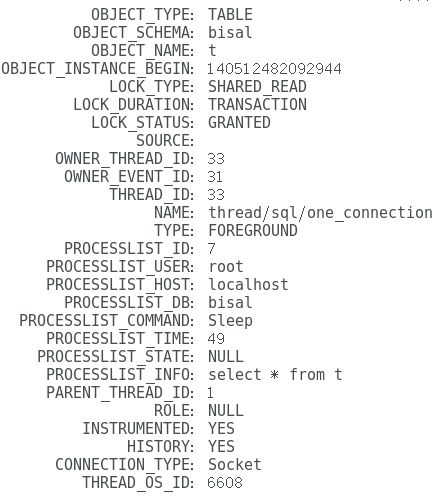 OBJECT_TYPE: TABLE
OBJECT_SCHEMA: bisal
OBJECT_NAME: t
OBJECT_INSTANCE_BEGIN: 140512482092944
LOCK_TYPE: SHARED_READ
LOCK_DURATION: TRANSACTION
LOCK_STATUS: GRANTED
SOURCE:
OWNER_THREAD_ID: 33
OWNER_EVENT_ID: 31
THREAD_ID: 33
NAME: thread/sql/one_connection
TYPE: FOREGROUND
PROCESSLIST_ID: 7
PROCESSLIST_USER: root
PROCESSLIST_HOST: localhost
PROCESSLIST_DB: bisal
PROCESSLIST_COMMAND: Sleep
PROCESSLIST_TIME: 49
PROCESSLIST_STATE: NULL
PROCESSLIST_INFO: select * from t
PARENT_THREAD_ID: 1
ROLE: NULL
INSTRUMENTED: YES
HISTORY: YES
CONNECTION_TYPE: Socket
THREAD_OS_ID: 6608